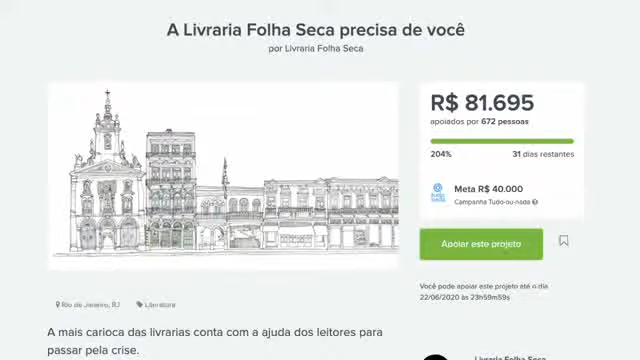 A Livraria Folha Seca precisa de você
por Livraria Folha Seca
R$ 81.695
apoiados por 672 pessoas
204% 31 dias restantes
Meta R$ 40.000
Campanha Tudo-ou-nada
Apoiar este projeto
Você pode apoiar este projeto até o dia
22/06/2020 às 23h59m59s
Rio de Janeiro, RJ Literatura
A mais carioca das livrarias conta com a ajuda dos leitores para
passar pela crise.
Livraria Folha Seca